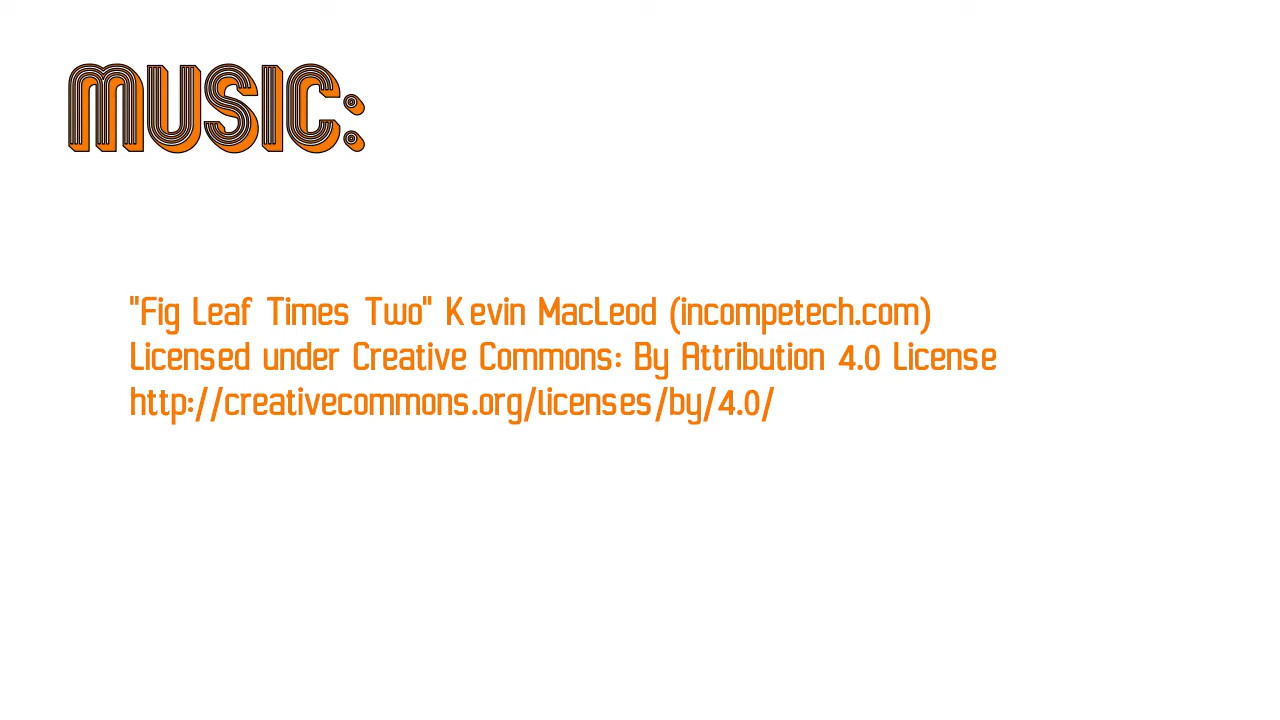 MUSIC:
"Fig Leaf Times Two" Kevin MacLeod (incompetech.com)
Licensed under Creative Commons: By Attribution 4.0 License
http://creativecommons.org/licenses/by/4.0/